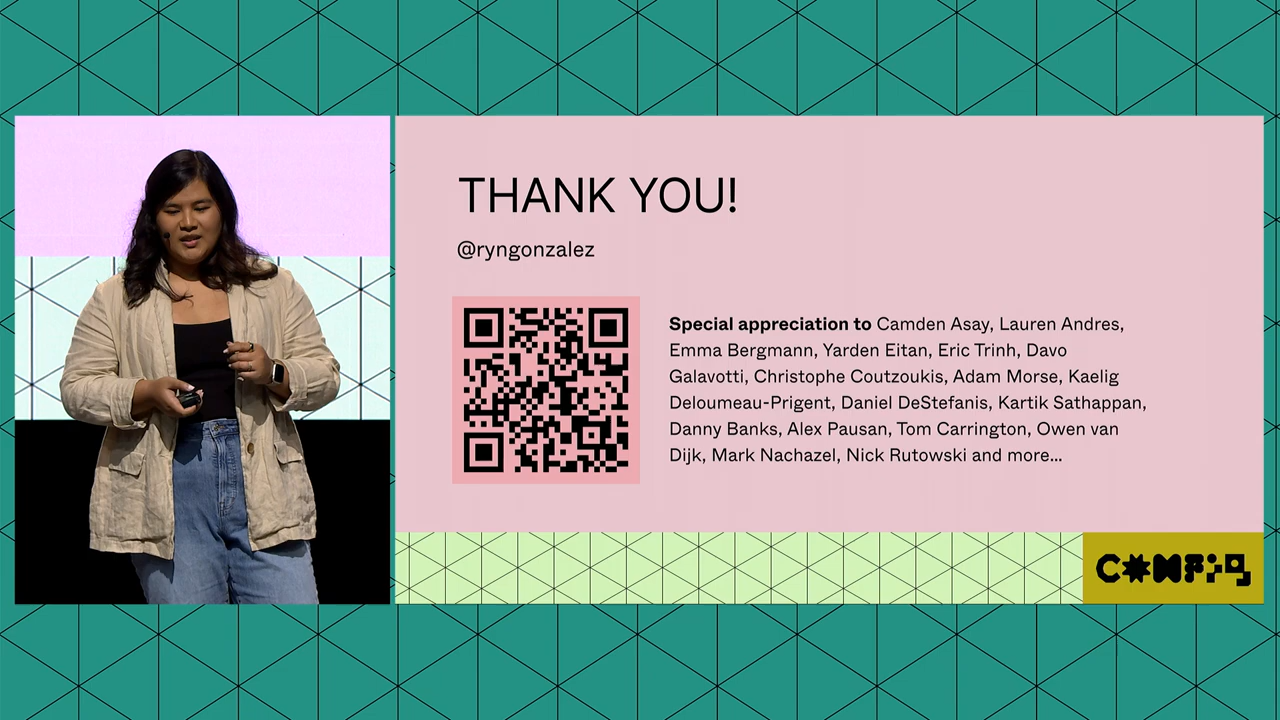 THANK YOU!
@ryngonzalez
Special appreciation to Camden Asay, Lauren Andres,
Emma Bergmann, Yarden Eitan, Eric Trinh, Davo
Galavotti, Christophe Coutzoukis, Adam Morse, Kaelig
Deloumeau-Prigent, Daniel DeStefanis, Kartik Sathappan,
Danny Banks, Alex Pausan, Tom Carrington, Owen van
Dijk, Mark Nachazel, Nick Rutowski and more...
CONFIG